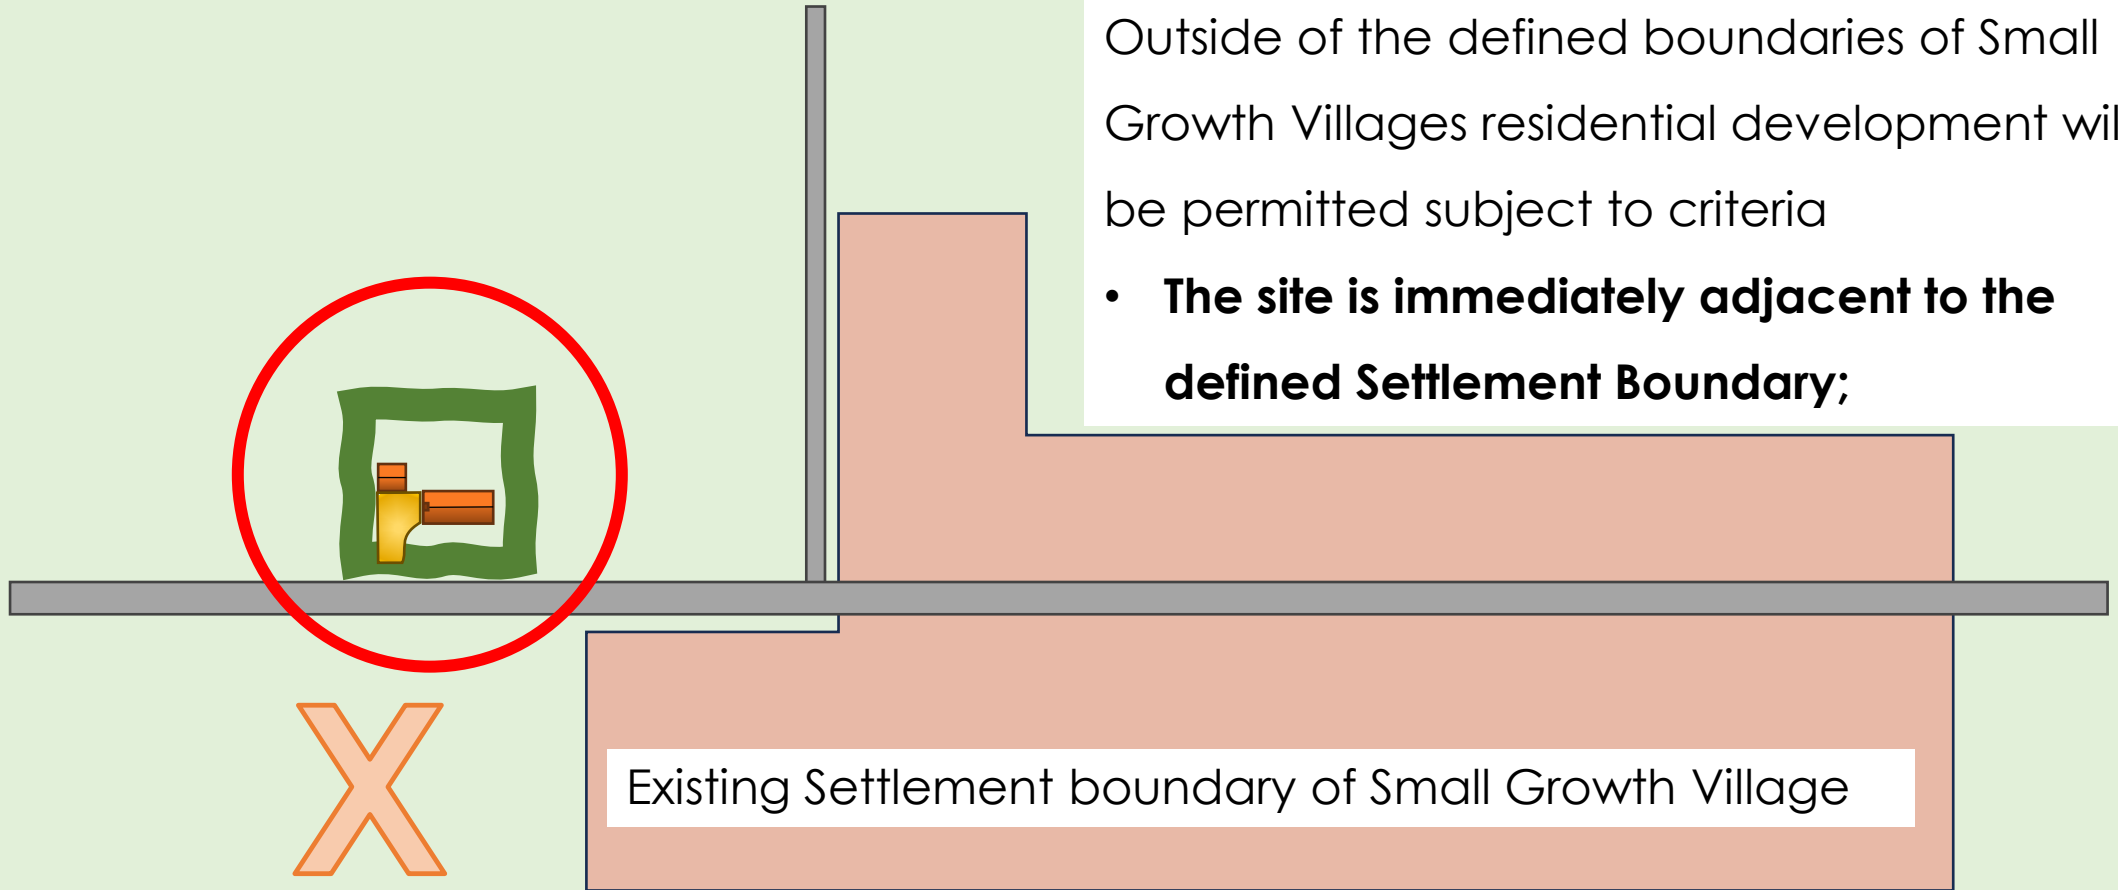 Outside of the defined boundaries of Small
Growth Villages residential development wil
be permitted subject to criteria
• The site is immediately adjacent to the
defined Settlement Boundary;
X
Existing Settlement boundary of Small Growth Village